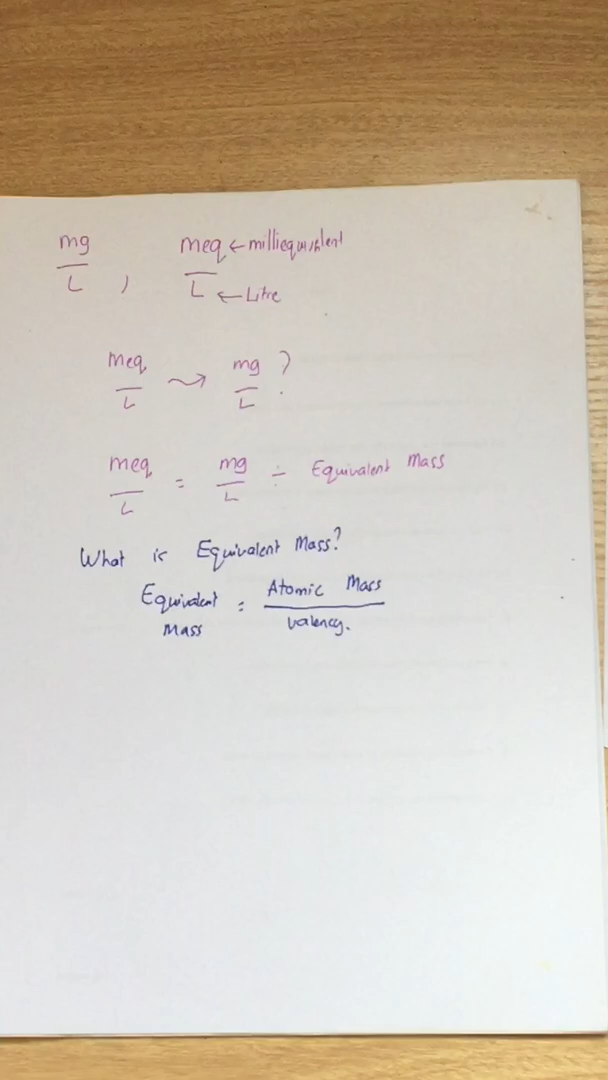 mg/L , meq/L ← milliequivalent ← Litre
meq/L ⇝ mg/L ?
meq/L = mg/L ÷ Equivalent Mass
What is Equivalent Mass?
Equivalent Mass = Atomic Mass / valency.